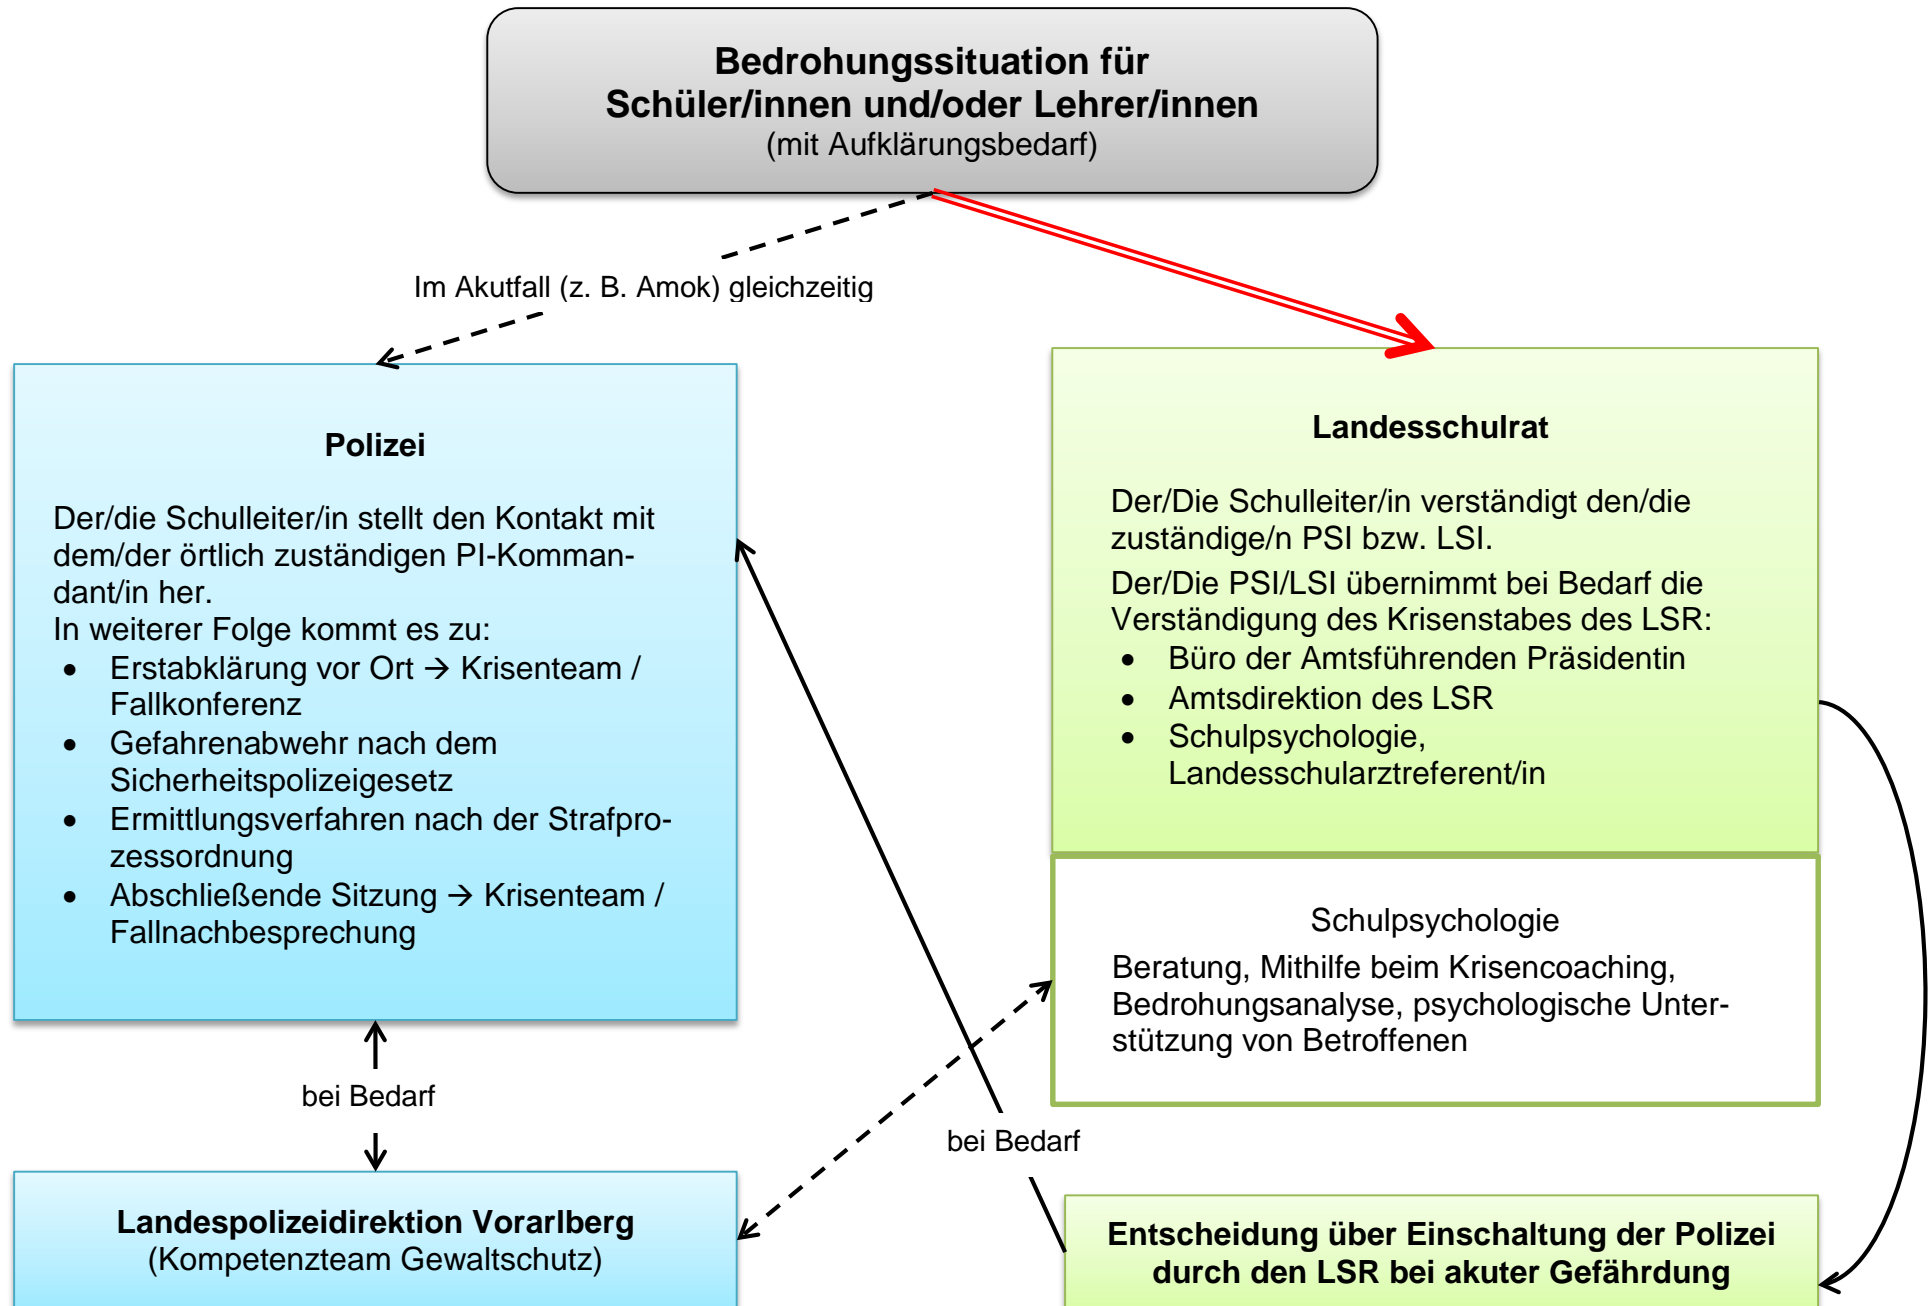 Bedrohungssituation für
Schüler/innen und/oder Lehrer/innen
(mit Aufklärungsbedarf)
Im Akutfall (z. B. Amok) gleichzeitig
Polizei
Der/die Schulleiter/in stellt den Kontakt mit
dem/der örtlich zuständigen PI-Komman-
dant/in her.
In weiterer Folge kommt es zu:
• Erstabklärung vor Ort → Krisenteam /
Fallkonferenz
• Gefahrenabwehr nach dem
Sicherheitspolizeigesetz
• Ermittlungsverfahren nach der Strafpro-
zessordnung
• Abschließende Sitzung → Krisenteam /
Fallnachbesprechung
Landesschulrat
Der/Die Schulleiter/in verständigt den/die
zuständige/n PSI bzw. LSI.
Der/Die PSI/LSI übernimmt bei Bedarf die
Verständigung des Krisenstabes des LSR:
• Büro der Amtsführenden Präsidentin
• Amtsdirektion des LSR
• Schulpsychologie,
Landesschularztreferent/in
Schulpsychologie
Beratung, Mithilfe beim Krisencoaching,
Bedrohungsanalyse, psychologische Unter-
stützung von Betroffenen
bei Bedarf
bei Bedarf
Landespolizeidirektion Vorarlberg
(Kompetenzteam Gewaltschutz)
Entscheidung über Einschaltung der Polizei
durch den LSR bei akuter Gefährdung